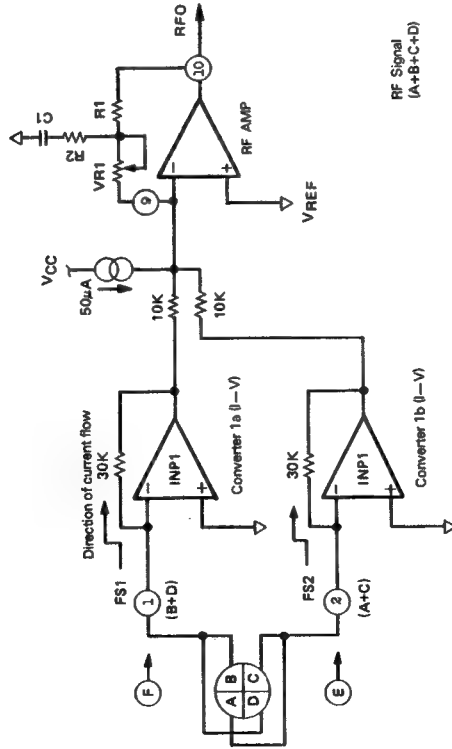 RFO
10
R1
C1
R2
VR1
9
RF AMP
−
+
VREF
RF Signal
(A+B+C+D)
VCC
50μA
10K
10K
Direction of current flow
30K
−
INP1
+
Converter 1a (I—V)
FS1
1
(B+D)
F
30K
−
INP1
+
Converter 1b (I—V)
FS2
2
(A+C)
E
A B
D C